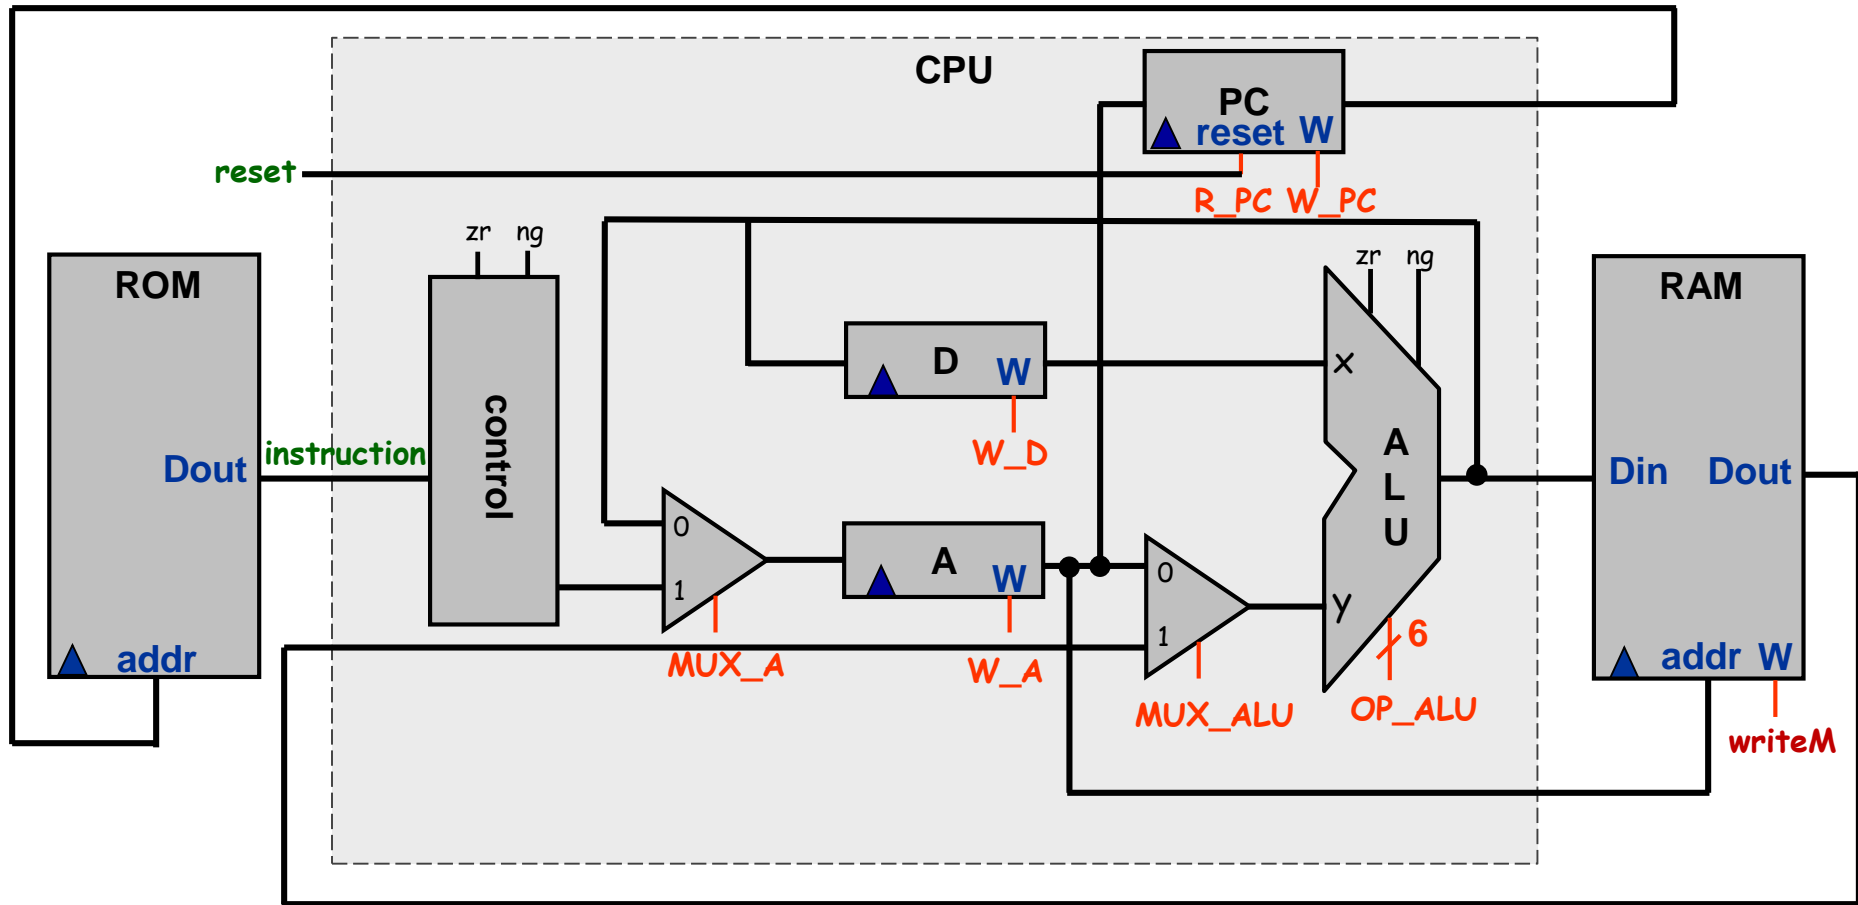 CPU
PC
reset W
reset
R_PC W_PC
zr ng
zr ng
ROM
RAM
D W
x
control
A
L
U
instruction
W_D
Dout
Din Dout
0
1
A W
0
1
y
6
addr
MUX_A
W_A
MUX_ALU
OP_ALU
addr W
writeM